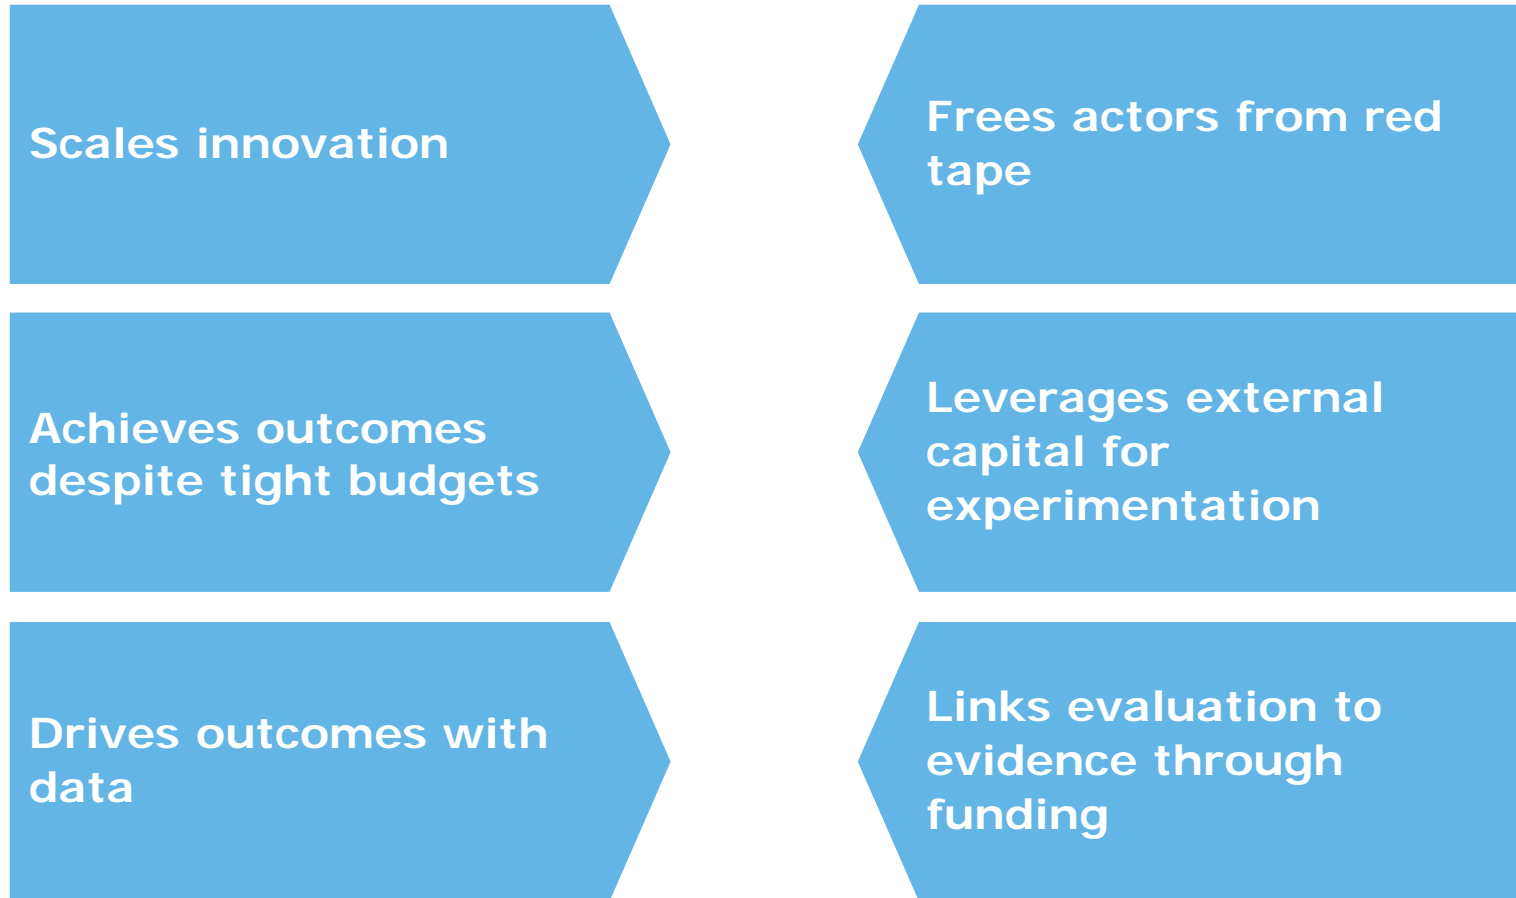 Scales innovation
Frees actors from red
tape
Achieves outcomes
despite tight budgets
Leverages external
capital for
experimentation
Drives outcomes with
data
Links evaluation to
evidence through
funding